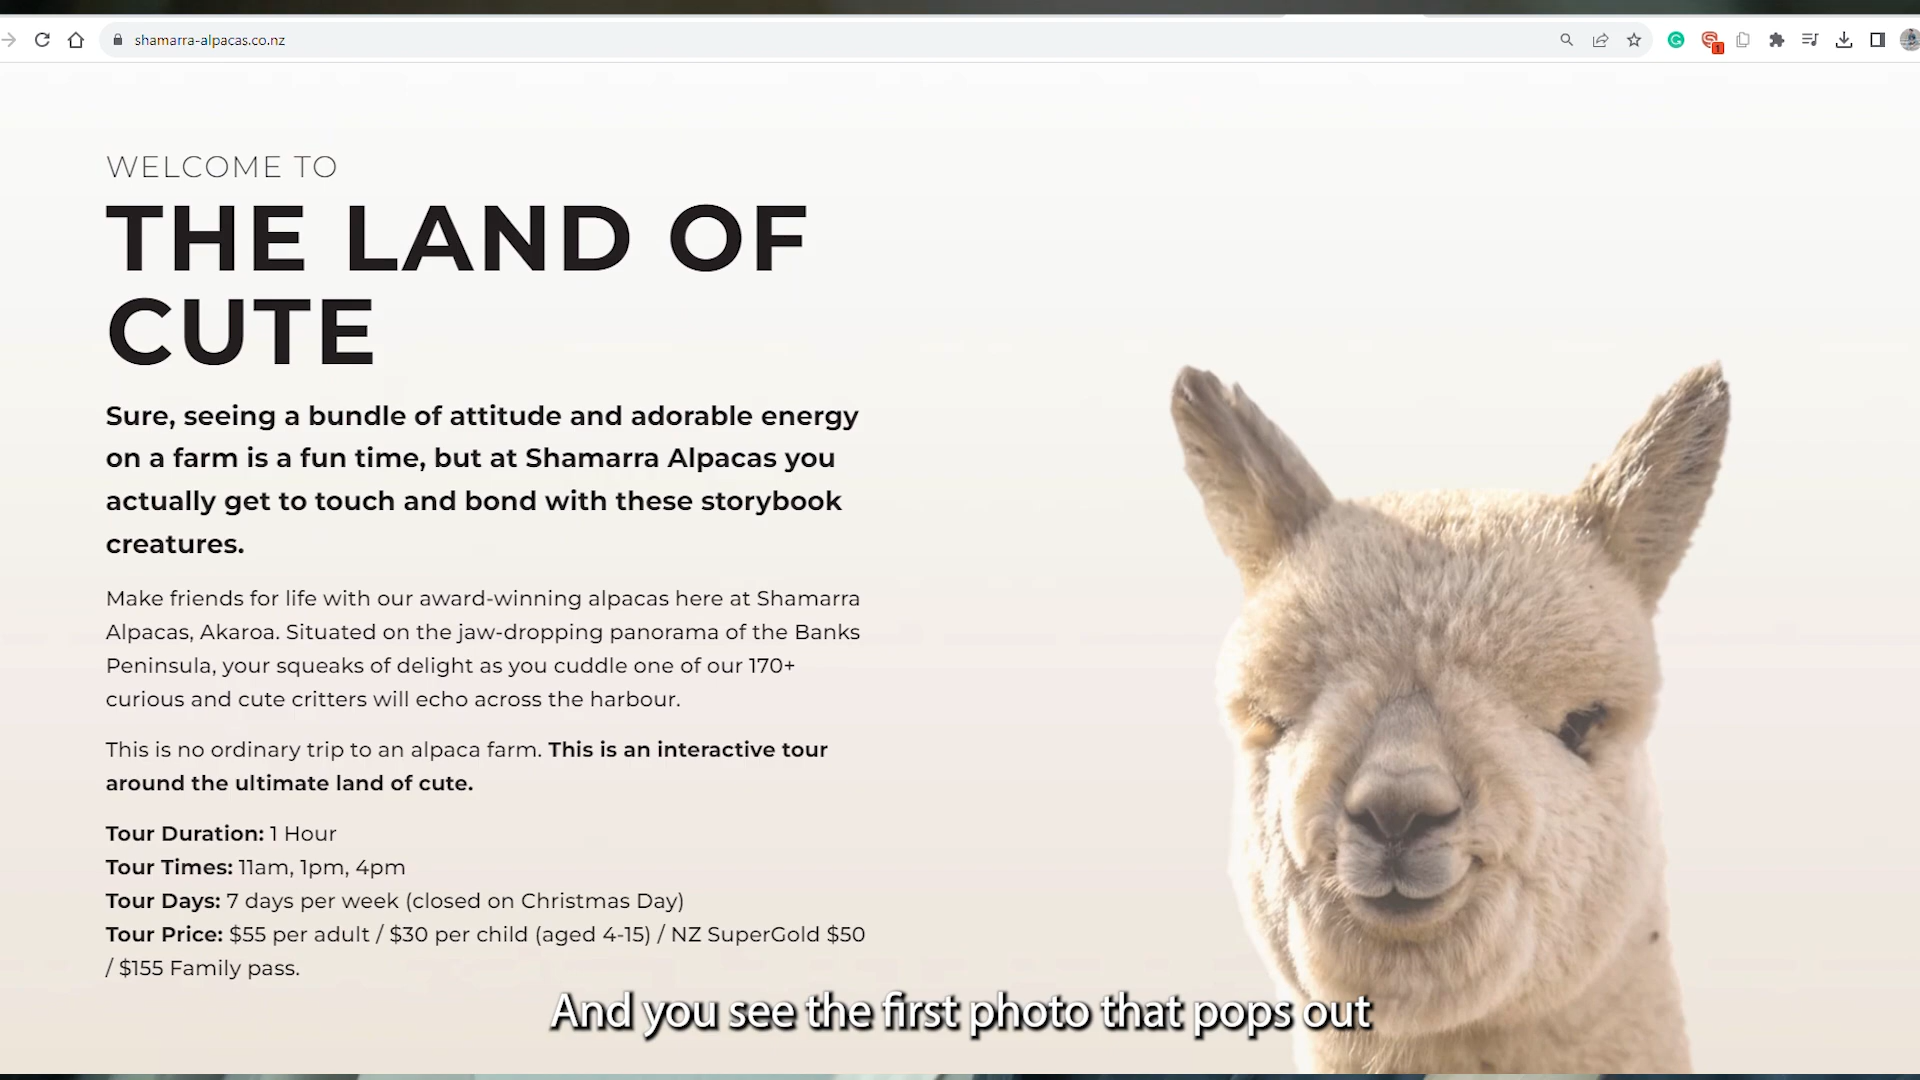 shamarra-alpacas.co.nz
1
WELCOME TO
THE LAND OF
CUTE
Sure, seeing a bundle of attitude and adorable energy
on a farm is a fun time, but at Shamarra Alpacas you
actually get to touch and bond with these storybook
creatures.
Make friends for life with our award-winning alpacas here at Shamarra
Alpacas, Akaroa. Situated on the jaw-dropping panorama of the Banks
Peninsula, your squeaks of delight as you cuddle one of our 170+
curious and cute critters will echo across the harbour.
This is no ordinary trip to an alpaca farm. This is an interactive tour
around the ultimate land of cute.
Tour Duration: 1 Hour
Tour Times: 11am, 1pm, 4pm
Tour Days: 7 days per week (closed on Christmas Day)
Tour Price: $55 per adult / $30 per child (aged 4-15) / NZ SuperGold $50
/ $155 Family pass.
And you see the first photo that pops out